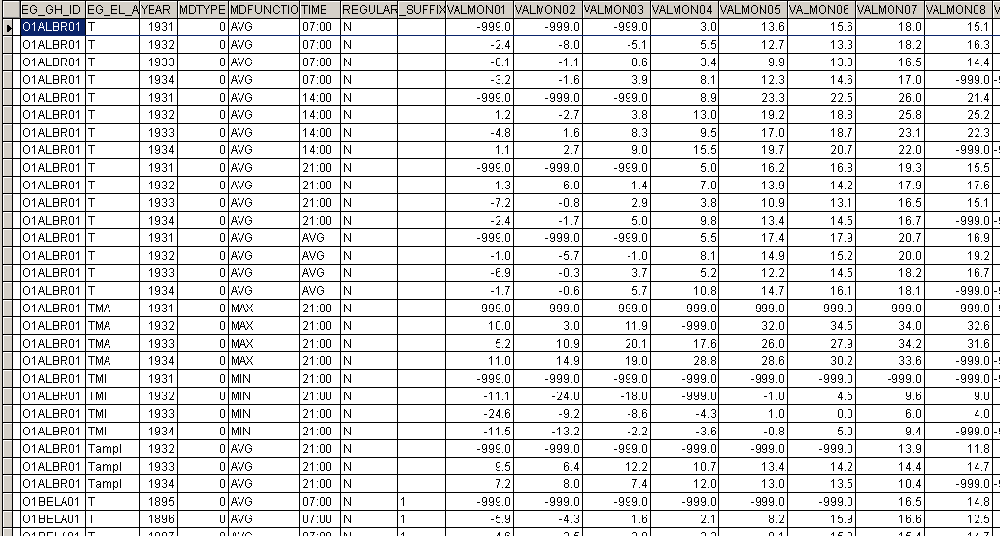 EG_GH_ID EG_EL_A YEAR MDTYPE MDFUNCTIO TIME REGULAR _SUFFIX VALMON01 VALMON02 VALMON03 VALMON04 VALMON05 VALMON06 VALMON07 VALMON08
O1ALBR01 T 1931 0 AVG 07:00 N -999.0 -999.0 -999.0 3.0 13.6 15.6 18.0 15.1
O1ALBR01 T 1932 0 AVG 07:00 N -2.4 -8.0 -5.1 5.5 12.7 13.3 18.2 16.3
O1ALBR01 T 1933 0 AVG 07:00 N -8.1 -1.1 0.6 3.4 9.9 13.0 16.5 14.4
O1ALBR01 T 1934 0 AVG 07:00 N -3.2 -1.6 3.9 8.1 12.3 14.6 17.0 -999.0
O1ALBR01 T 1931 0 AVG 14:00 N -999.0 -999.0 -999.0 8.9 23.3 22.5 26.0 21.4
O1ALBR01 T 1932 0 AVG 14:00 N 1.2 -2.7 3.8 13.0 19.2 18.8 25.8 25.2
O1ALBR01 T 1933 0 AVG 14:00 N -4.8 1.6 8.3 9.5 17.0 18.7 23.1 22.3
O1ALBR01 T 1934 0 AVG 14:00 N 1.1 2.7 9.0 15.5 19.7 20.7 22.0 -999.0
O1ALBR01 T 1931 0 AVG 21:00 N -999.0 -999.0 -999.0 5.0 16.2 16.8 19.3 15.5
O1ALBR01 T 1932 0 AVG 21:00 N -1.3 -6.0 -1.4 7.0 13.9 14.2 17.9 17.6
O1ALBR01 T 1933 0 AVG 21:00 N -7.2 -0.8 2.9 3.8 10.9 13.1 16.5 15.1
O1ALBR01 T 1934 0 AVG 21:00 N -2.4 -1.7 5.0 9.8 13.4 14.5 16.7 -999.0
O1ALBR01 T 1931 0 AVG AVG N -999.0 -999.0 -999.0 5.5 17.4 17.9 20.7 16.9
O1ALBR01 T 1932 0 AVG AVG N -1.0 -5.7 -1.0 8.1 14.9 15.2 20.0 19.2
O1ALBR01 T 1933 0 AVG AVG N -6.9 -0.3 3.7 5.2 12.2 14.5 18.2 16.7
O1ALBR01 T 1934 0 AVG AVG N -1.7 -0.6 5.7 10.8 14.7 16.1 18.1 -999.0
O1ALBR01 TMA 1931 0 MAX 21:00 N -999.0 -999.0 -999.0 -999.0 -999.0 -999.0 -999.0 -999.0
O1ALBR01 TMA 1932 0 MAX 21:00 N 10.0 3.0 11.9 -999.0 32.0 34.5 34.0 32.6
O1ALBR01 TMA 1933 0 MAX 21:00 N 5.2 10.9 20.1 17.6 26.0 27.9 34.2 31.6
O1ALBR01 TMA 1934 0 MAX 21:00 N 11.0 14.9 19.0 28.8 28.6 30.2 33.6 -999.0
O1ALBR01 TMI 1931 0 MIN 21:00 N -999.0 -999.0 -999.0 -999.0 -999.0 -999.0 -999.0 -999.0
O1ALBR01 TMI 1932 0 MIN 21:00 N -11.1 -24.0 -18.0 -999.0 -1.0 4.5 9.6 9.0
O1ALBR01 TMI 1933 0 MIN 21:00 N -24.6 -9.2 -8.6 -4.3 1.0 0.0 6.0 4.0
O1ALBR01 TMI 1934 0 MIN 21:00 N -11.5 -13.2 -2.2 -3.6 -0.8 5.0 9.4 -999.0
O1ALBR01 Tampl 1932 0 AVG 21:00 N -999.0 -999.0 -999.0 -999.0 -999.0 -999.0 13.9 11.8
O1ALBR01 Tampl 1933 0 AVG 21:00 N 9.5 6.4 12.2 10.7 13.4 14.2 14.4 14.7
O1ALBR01 Tampl 1934 0 AVG 21:00 N 7.2 8.0 7.4 12.0 13.0 13.5 10.4 -999.0
O1BELA01 T 1895 0 AVG 07:00 N 1 -999.0 -999.0 -999.0 -999.0 -999.0 -999.0 16.5 14.8
O1BELA01 T 1896 0 AVG 07:00 N 1 -5.9 -4.3 1.6 2.1 8.2 15.9 16.6 12.5